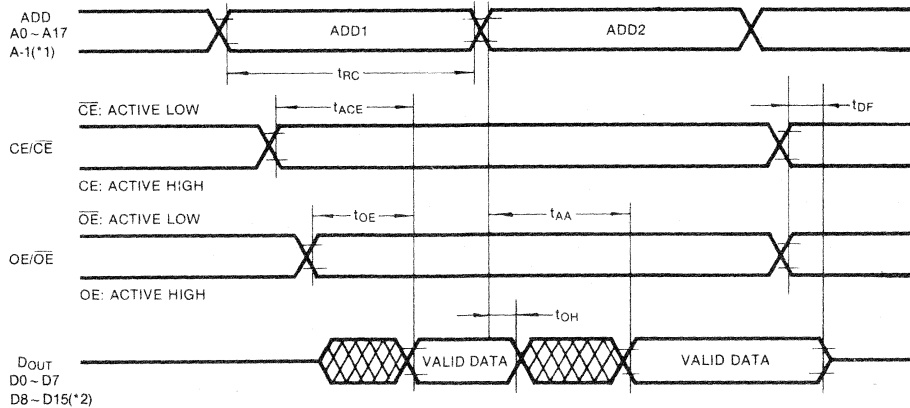 ADD
A0 ~ A17
A-1(*1)
ADD1
ADD2
tRC
C̅E̅: ACTIVE LOW
tACE
tDF
CE/C̅E̅
CE: ACTIVE HIGH
O̅E̅: ACTIVE LOW
tOE
tAA
OE/O̅E̅
OE: ACTIVE HIGH
tOH
DOUT
D0 ~ D7
D8 ~ D15(*2)
VALID DATA
VALID DATA